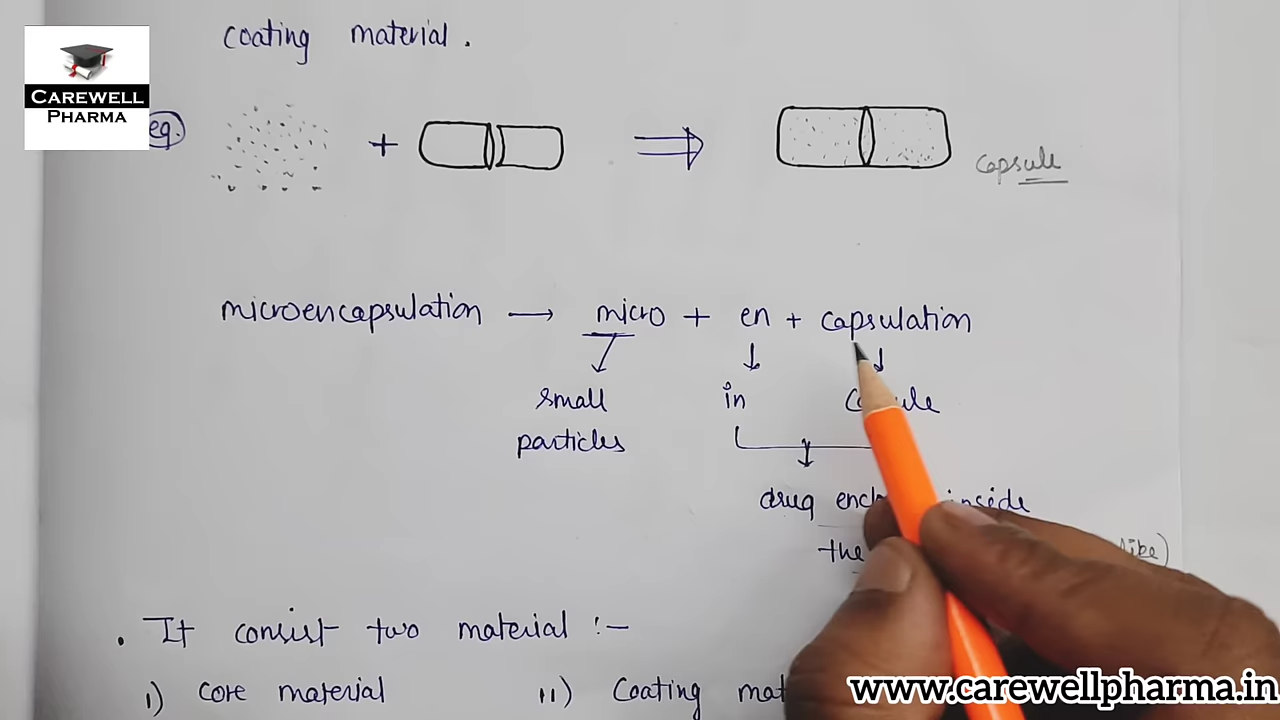 coating material.
CAREWELL
PHARMA
eg.
+
capsule
microencapsulation → micro + en + capsulation
small in
particles
drug inside
the
. It consist two material :-
i) core material ii) Coating
www.carewellpharma.in